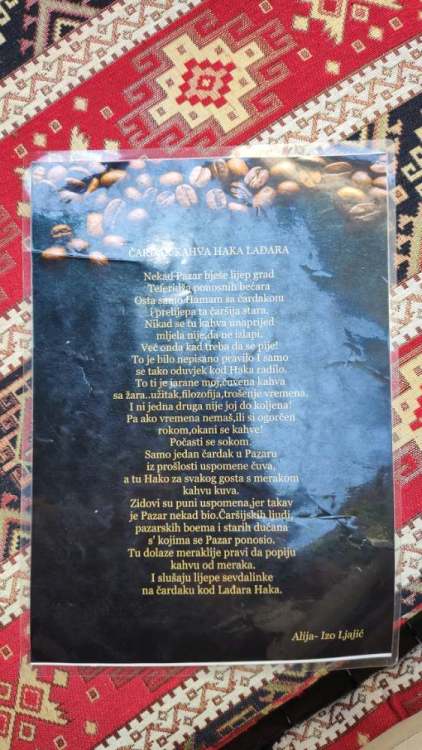 ČARDAK KAHVA HAKA LAĐARA
Nekad Pazar bješe lijep grad
Teferidža ponosnih bećara
Osta samo Hamam sa čardakom
i prelijepa ta čaršija stara.
Nikad se tu kahva unaprijed
mljela nije,da ne izlapi.
Već onda kad treba da se pije!
To je bilo nepisano pravilo I samo
se tako oduvjek kod Haku radilo.
To ti je jarane moj,čuvena kahva
sa žara..užitak,filozofija,trošenje vremena,
I ni jedna druga nije joj do koljena!
Pa ako vremena nemaš,ili si ogorčen
rokom,okani se kahve!
Počasti se sokom.
Samo jedan čardak u Pazaru
iz prošlosti uspomene čuva,
a tu Hako za svakog gosta s merakom
kahvu kuva.
Zidovi su puni uspomena,jer takav
je Pazar nekad bio.Čaršijskih ljudi,
pazarskih boema i starih dućana
s' kojima se Pazar ponosio.
Tu dolaze meraklije pravi da popiju
kahvu od meraka.
I slušaju lijepe sevdalinke
na čardaku kod Lađara Haka.
Alija- Izo Ljajić